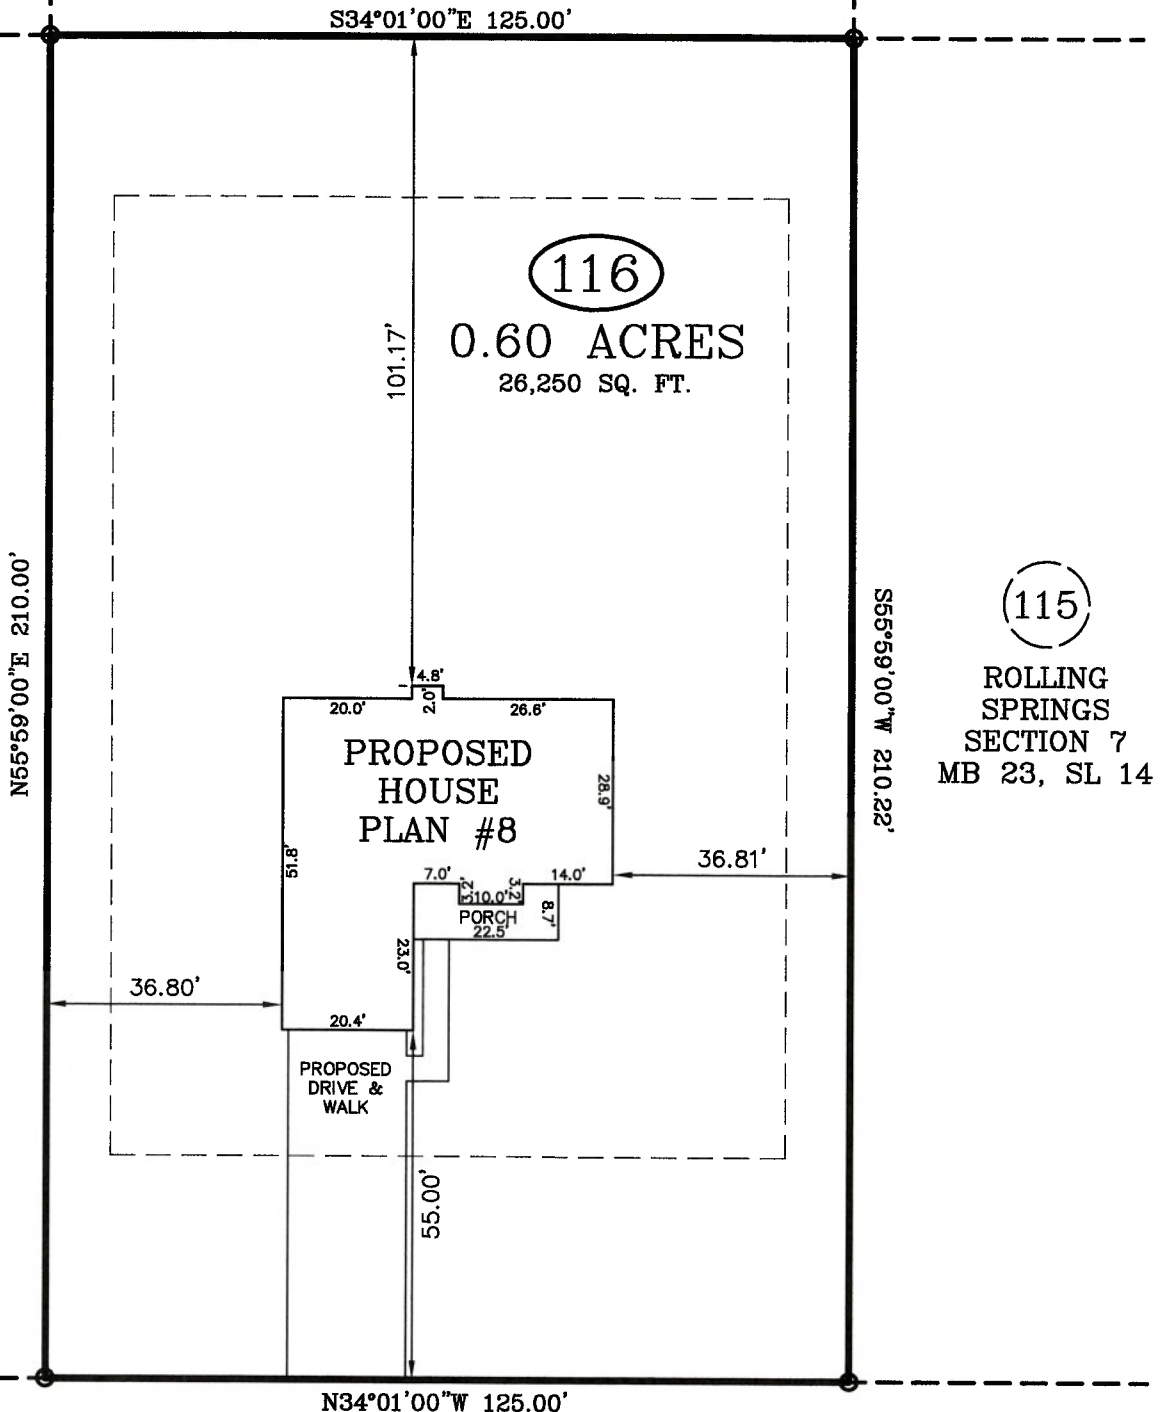 S34°01'00"E 125.00'
116
0.60 ACRES
26,250 SQ. FT.
101.17'
N55°59'00"E 210.00'
S55°59'00"W 210.22'
115
ROLLING
SPRINGS
SECTION 7
MB 23, SL 14
4.8'
20.0'
2.0'
26.6'
PROPOSED
HOUSE
PLAN #8
28.9'
51.8'
36.81'
7.0'
3.2'
10.0'
3.2'
14.0'
PORCH
22.5'
8.7'
23.0'
36.80'
20.4'
PROPOSED
DRIVE &
WALK
55.00'
N34°01'00"W 125.00'